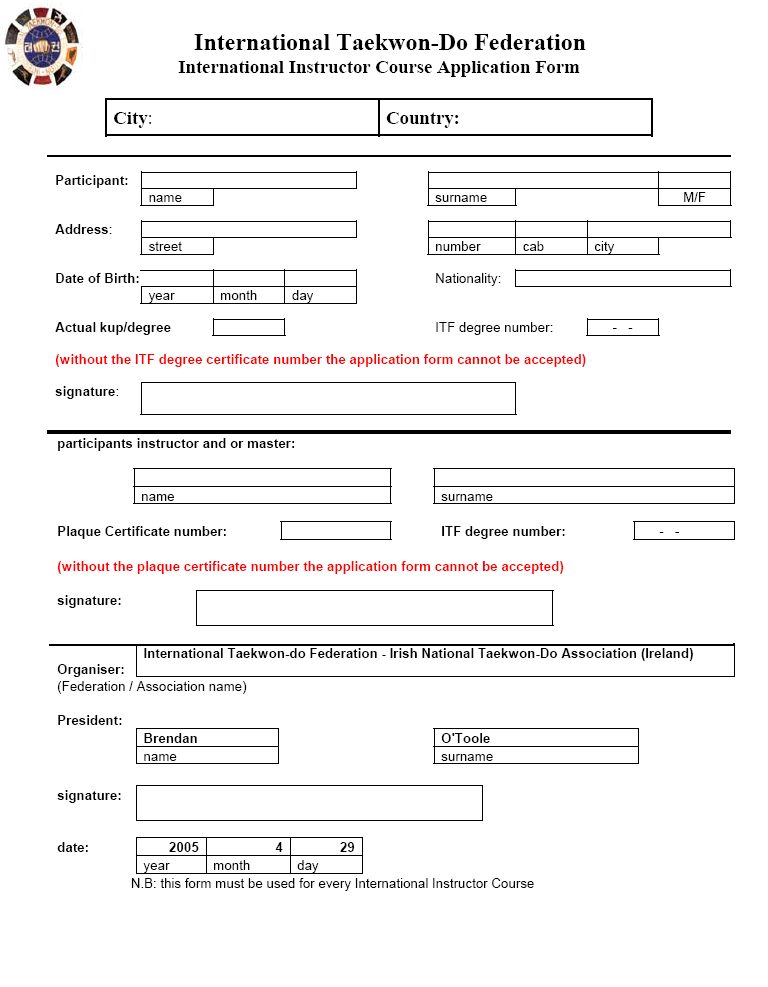 International Taekwon-Do Federation
International Instructor Course Application Form
City: Country:
Participant:
name surname M/F
Address:
street number cab city
Date of Birth: Nationality:
year month day
Actual kup/degree ITF degree number: - -
(without the ITF degree certificate number the application form cannot be accepted)
signature:
participants instructor and or master:
name surname
Plaque Certificate number: ITF degree number: - -
(without the plaque certificate number the application form cannot be accepted)
signature:
International Taekwon-do Federation - Irish National Taekwon-Do Association (Ireland)
Organiser:
(Federation / Association name)
President:
Brendan O'Toole
name surname
signature:
date: 2005 4 29
year month day
N.B: this form must be used for every International Instructor Course